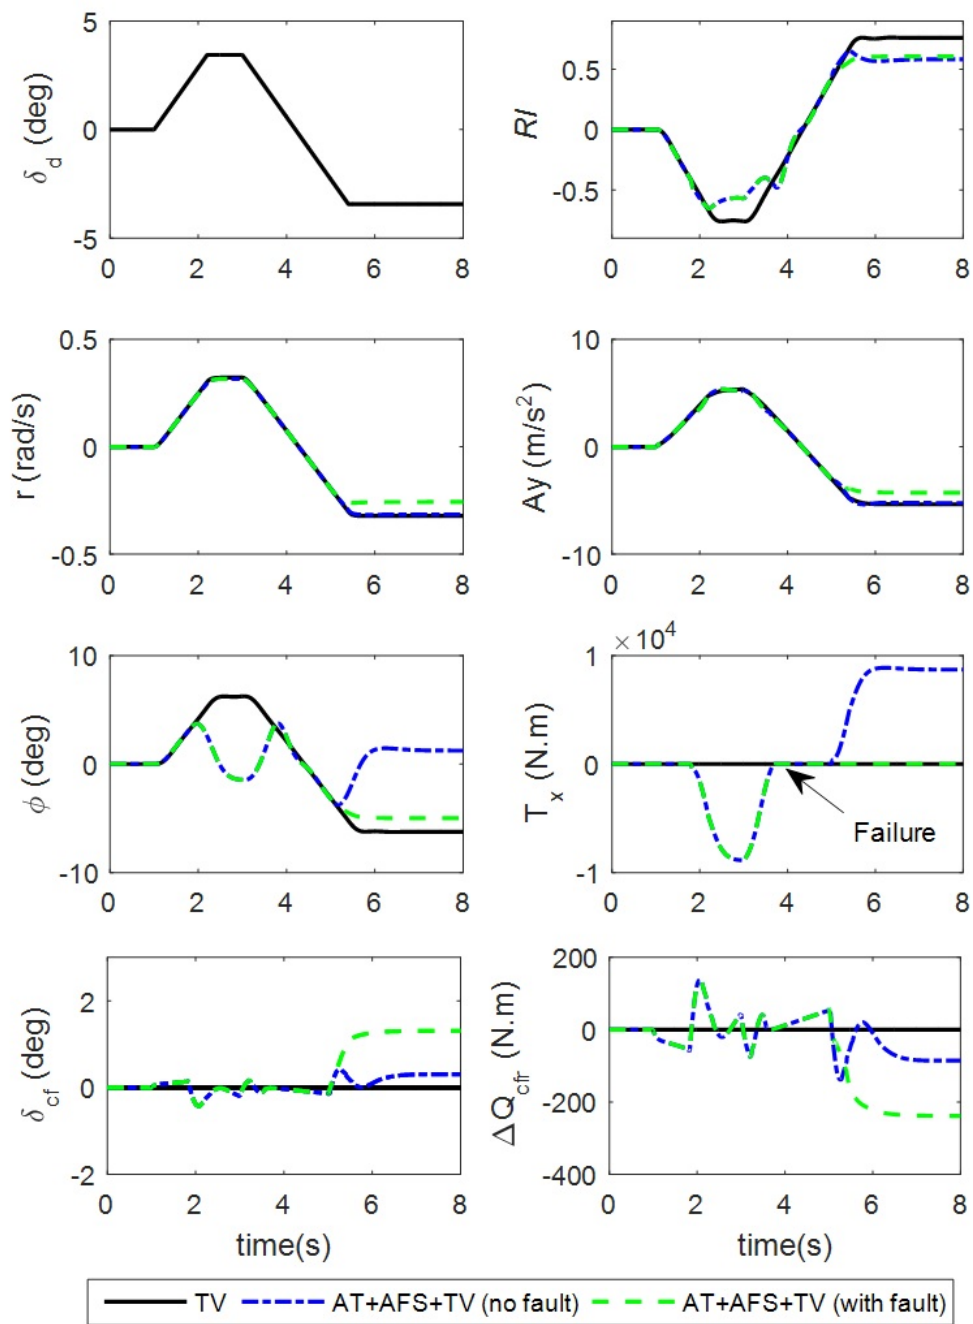 δd (deg)
5
0
-5
0 2 4 6 8
RI
0.5
0
-0.5
0 2 4 6 8
r (rad/s)
0.5
0
-0.5
0 2 4 6 8
Ay (m/s²)
10
0
-10
0 2 4 6 8
ϕ (deg)
10
0
-10
0 2 4 6 8
Tx (N.m)
× 10⁴
1
0
-1
Failure
0 2 4 6 8
δcf (deg)
2
0
-2
0 2 4 6 8
time(s)
ΔQcfr (N.m)
200
0
-200
-400
0 2 4 6 8
time(s)
TV AT+AFS+TV (no fault) AT+AFS+TV (with fault)